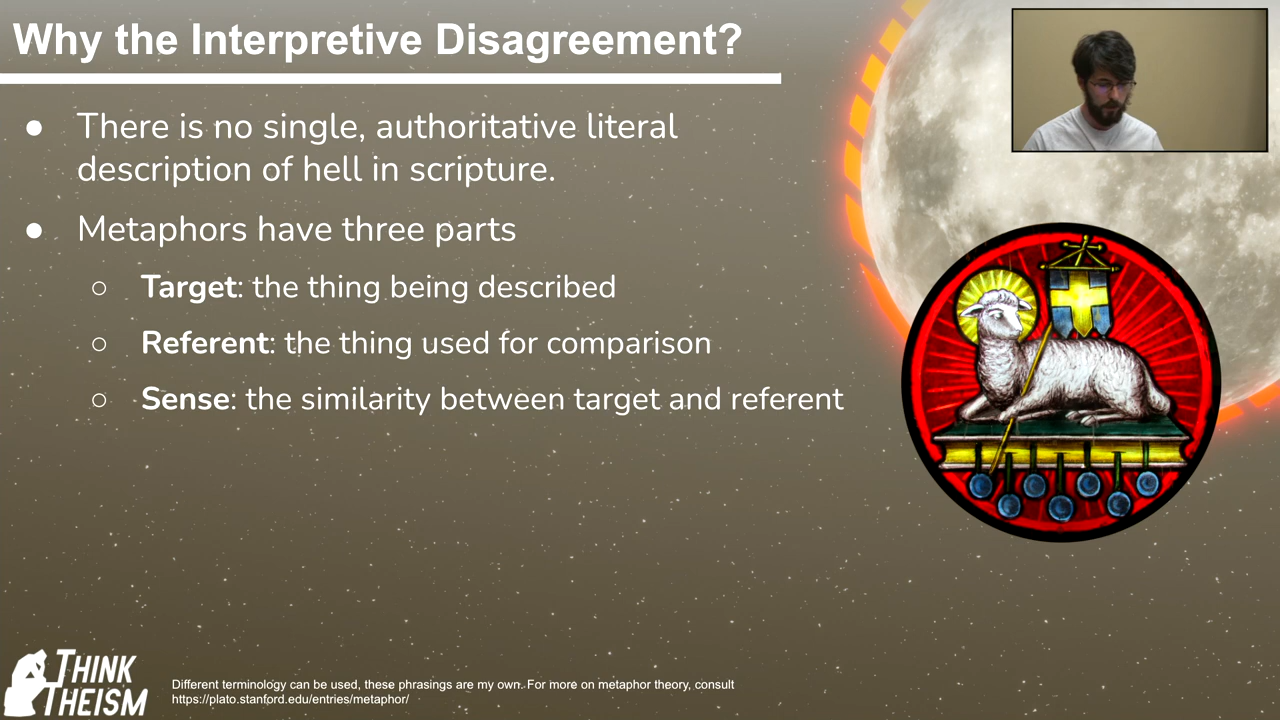 Why the Interpretive Disagreement?
● There is no single, authoritative literal
description of hell in scripture.
● Metaphors have three parts
○ Target: the thing being described
○ Referent: the thing used for comparison
○ Sense: the similarity between target and referent
THINK
THEISM
Different terminology can be used, these phrasings are my own. For more on metaphor theory, consult
https://plato.stanford.edu/entries/metaphor/